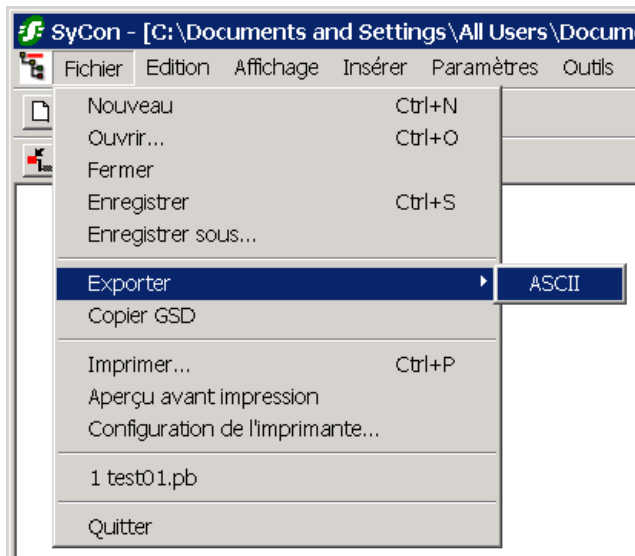 SyCon - [C:\Documents and Settings\All Users\Docum
Fichier Edition Affichage Insérer Paramètres Outils
Nouveau Ctrl+N
Ouvrir... Ctrl+O
Fermer
Enregistrer Ctrl+S
Enregistrer sous...
Exporter ASCII
Copier GSD
Imprimer... Ctrl+P
Aperçu avant impression
Configuration de l'imprimante...
1 test01.pb
Quitter